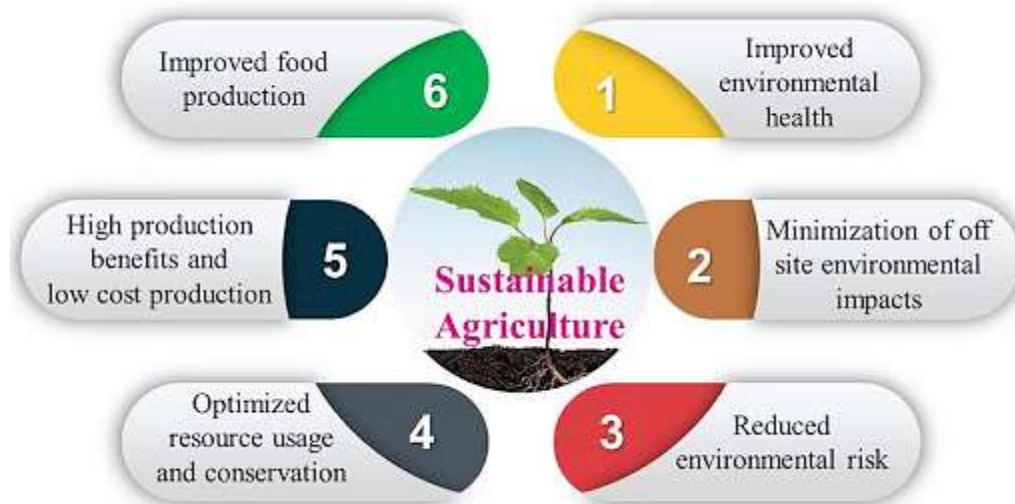 Improved food
production
6
1
Improved
environmental
health
High production
benefits and
low cost production
5
Sustainable
Agriculture
2
Minimization of off
site environmental
impacts
Optimized
resource usage
and conservation
4
3
Reduced
environmental risk